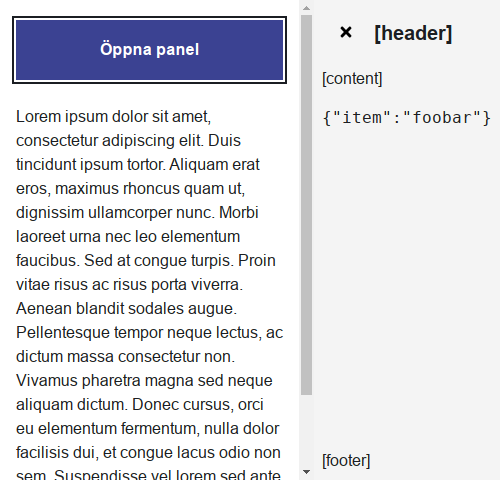 Öppna panel
Lorem ipsum dolor sit amet,
consectetur adipiscing elit. Duis
tincidunt ipsum tortor. Aliquam erat
eros, maximus rhoncus quam ut,
dignissim ullamcorper nunc. Morbi
laoreet urna nec leo elementum
faucibus. Sed at congue turpis. Proin
vitae risus ac risus porta viverra.
Aenean blandit sodales augue.
Pellentesque tempor neque lectus, ac
dictum massa consectetur non.
Vivamus pharetra magna sed neque
aliquam dictum. Donec cursus, orci
eu elementum fermentum, nulla dolor
facilisis dui, et congue lacus odio non
sem. Suspendisse vel lorem sed ante
[header]
[content]
{"item":"foobar"}
[footer]